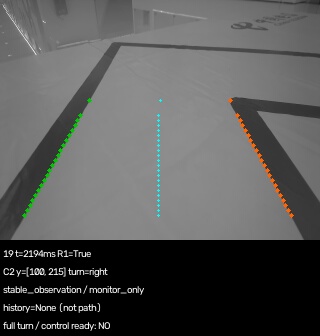 19 t=2194ms R1=True
C2 y=[100, 215] turn=right
stable_observation / monitor_only
history=None (not path)
full turn / control ready: NO